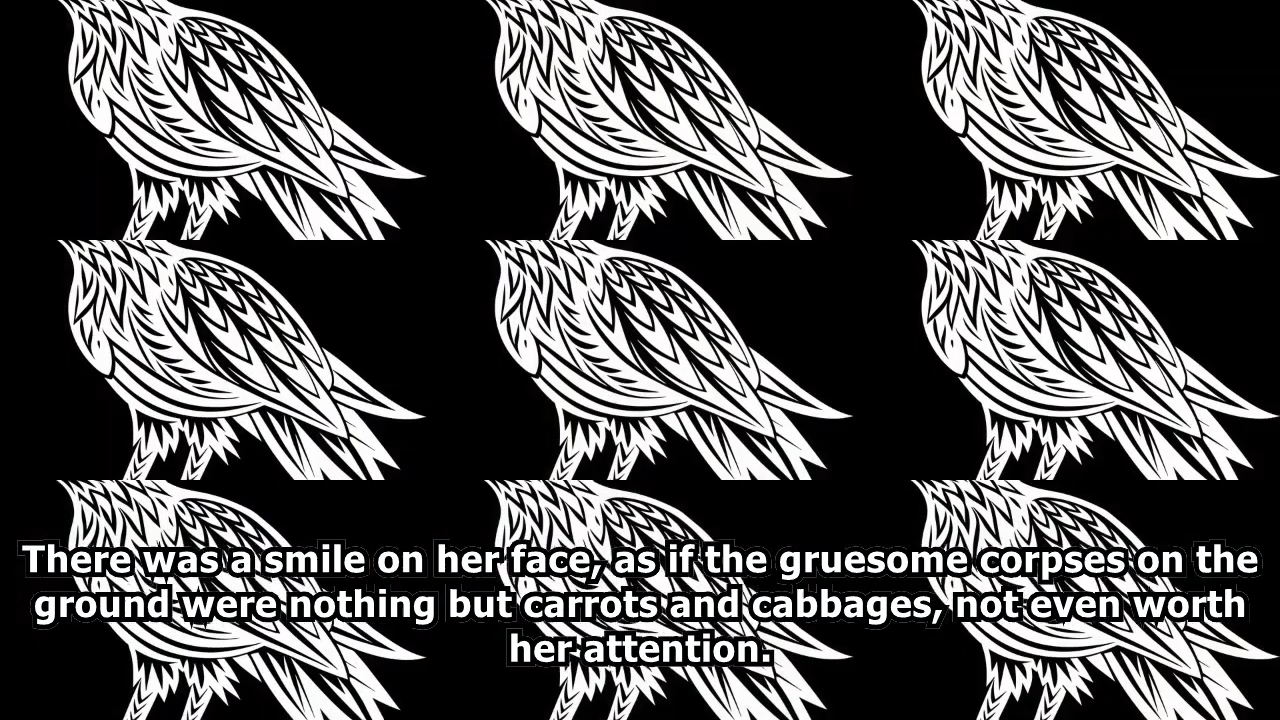 There was a smile on her face, as if the gruesome corpses on the
ground were nothing but carrots and cabbages, not even worth
her attention.